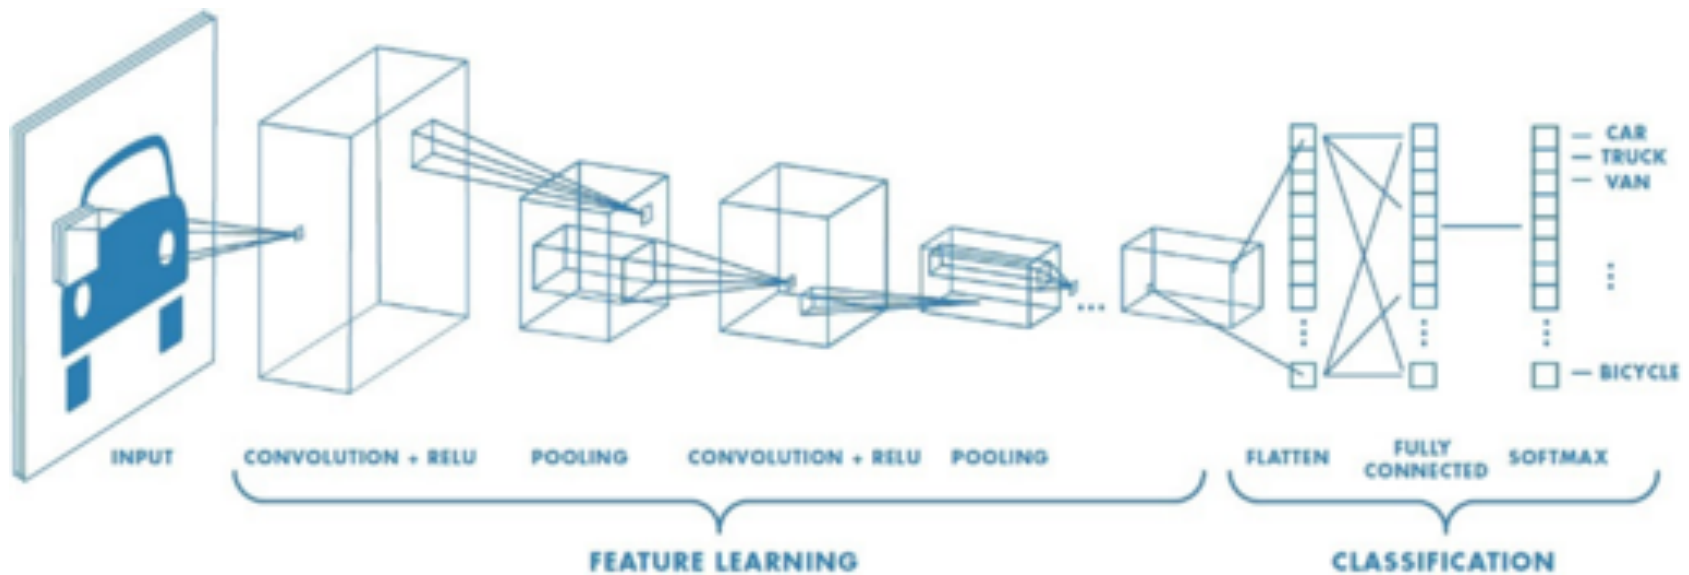 CAR
TRUCK
VAN
BICYCLE
INPUT
CONVOLUTION + RELU
POOLING
CONVOLUTION + RELU
POOLING
FLATTEN
FULLY
CONNECTED
SOFTMAX
FEATURE LEARNING
CLASSIFICATION